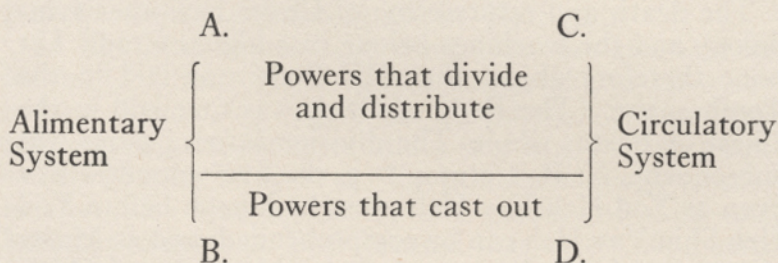 A. C.
Powers that divide
and distribute
Alimentary
System
Circulatory
System
Powers that cast out
B. D.